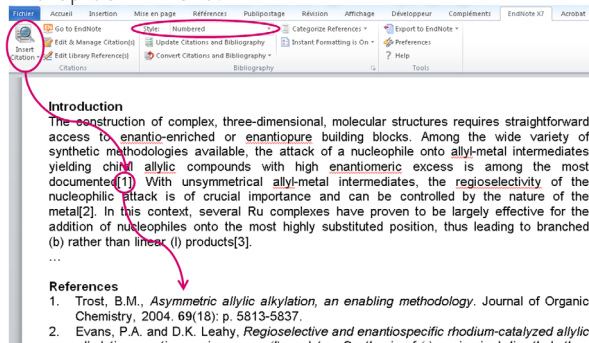 Fichier Accueil Insertion Mise en page Références Publipostage Révision Affichage Développeur Compléments EndNote X7 Acrobat
Insert Citation
Go to EndNote
Edit & Manage Citation(s)
Edit Library Reference(s)
Citations
Style: Numbered
Update Citations and Bibliography
Convert Citations and Bibliography
Categorize References
Instant Formatting is On
Bibliography
Export to EndNote
Preferences
? Help
Tools
Introduction
The construction of complex, three-dimensional, molecular structures requires straightforward
access to enantio-enriched or enantiopure building blocks. Among the wide variety of
synthetic methodologies available, the attack of a nucleophile onto allyl-metal intermediates
yielding chiral allylic compounds with high enantiomeric excess is among the most
documented[1]. With unsymmetrical allyl-metal intermediates, the regioselectivity of the
nucleophilic attack is of crucial importance and can be controlled by the nature of the
metal[2]. In this context, several Ru complexes have proven to be largely effective for the
addition of nucleophiles onto the most highly substituted position, thus leading to branched
(b) rather than linear (l) products[3].
...
References
1. Trost, B.M., Asymmetric allylic alkylation, an enabling methodology. Journal of Organic
Chemistry, 2004. 69(18): p. 5813-5837.
2. Evans, P.A. and D.K. Leahy, Regioselective and enantiospecific rhodium-catalyzed allylic